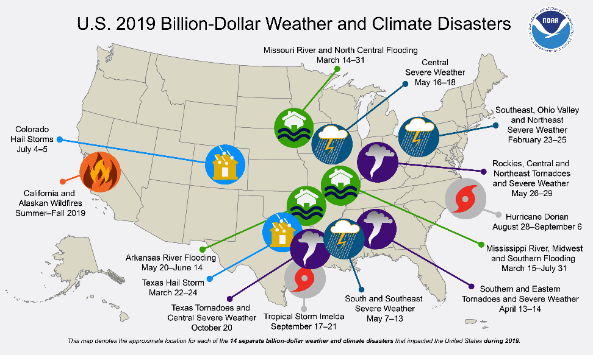 U.S. 2019 Billion-Dollar Weather and Climate Disasters
NOAA
Missouri River and North Central Flooding
March 14–31
Central
Severe Weather
May 16–18
Southeast, Ohio Valley
and Northeast
Severe Weather
February 23–25
Colorado
Hail Storms
July 4–5
Rockies, Central and
Northeast Tornadoes
and Severe Weather
May 26–29
California and
Alaskan Wildfires
Summer–Fall 2019
Hurricane Dorian
August 28–September 6
Arkansas River Flooding
May 20–June 14
Mississippi River, Midwest
and Southern Flooding
March 15–July 31
Texas Hail Storm
March 22–24
Southern and Eastern
Tornadoes and Severe Weather
April 13–14
Texas Tornadoes and
Central Severe Weather
October 20
Tropical Storm Imelda
September 17–21
South and Southeast
Severe Weather
May 7–13
This map denotes the approximate location for each of the 14 separate billion-dollar weather and climate disasters that impacted the United States during 2019.